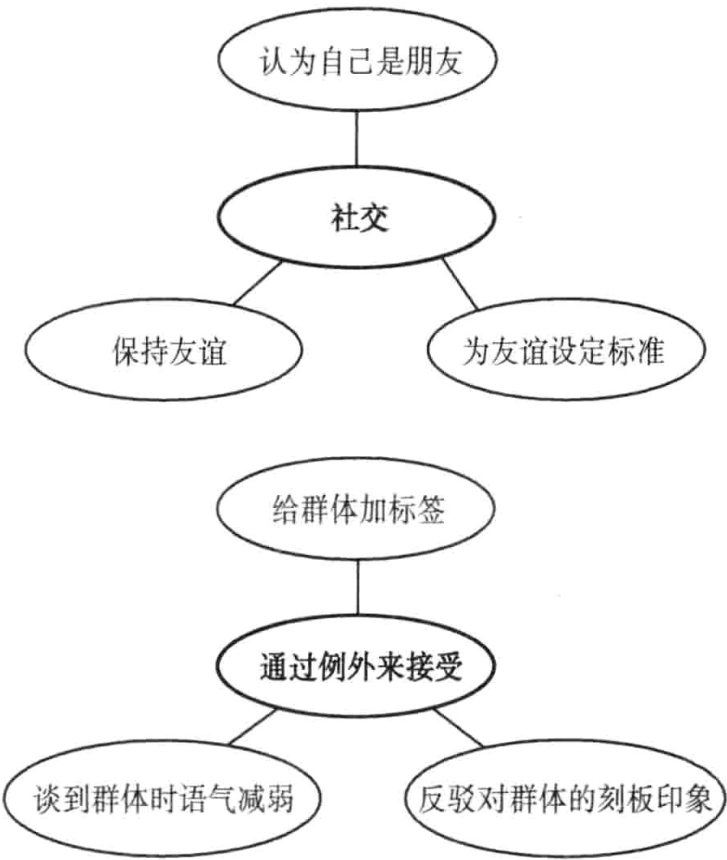 认为自己是朋友
社交
保持友谊
为友谊设定标准
给群体加标签
通过例外来接受
谈到群体时语气减弱
反驳对群体的刻板印象